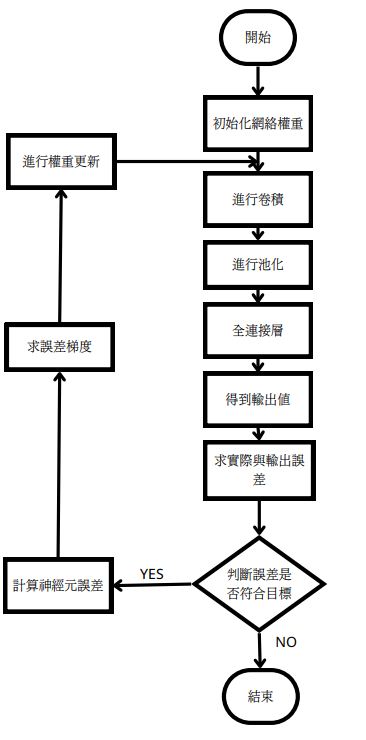 開始
初始化網絡權重
進行權重更新
進行卷積
進行池化
全連接層
求誤差梯度
得到輸出值
求實際與輸出誤
差
判斷誤差是
否符合目標
YES
計算神經元誤差
NO
結束